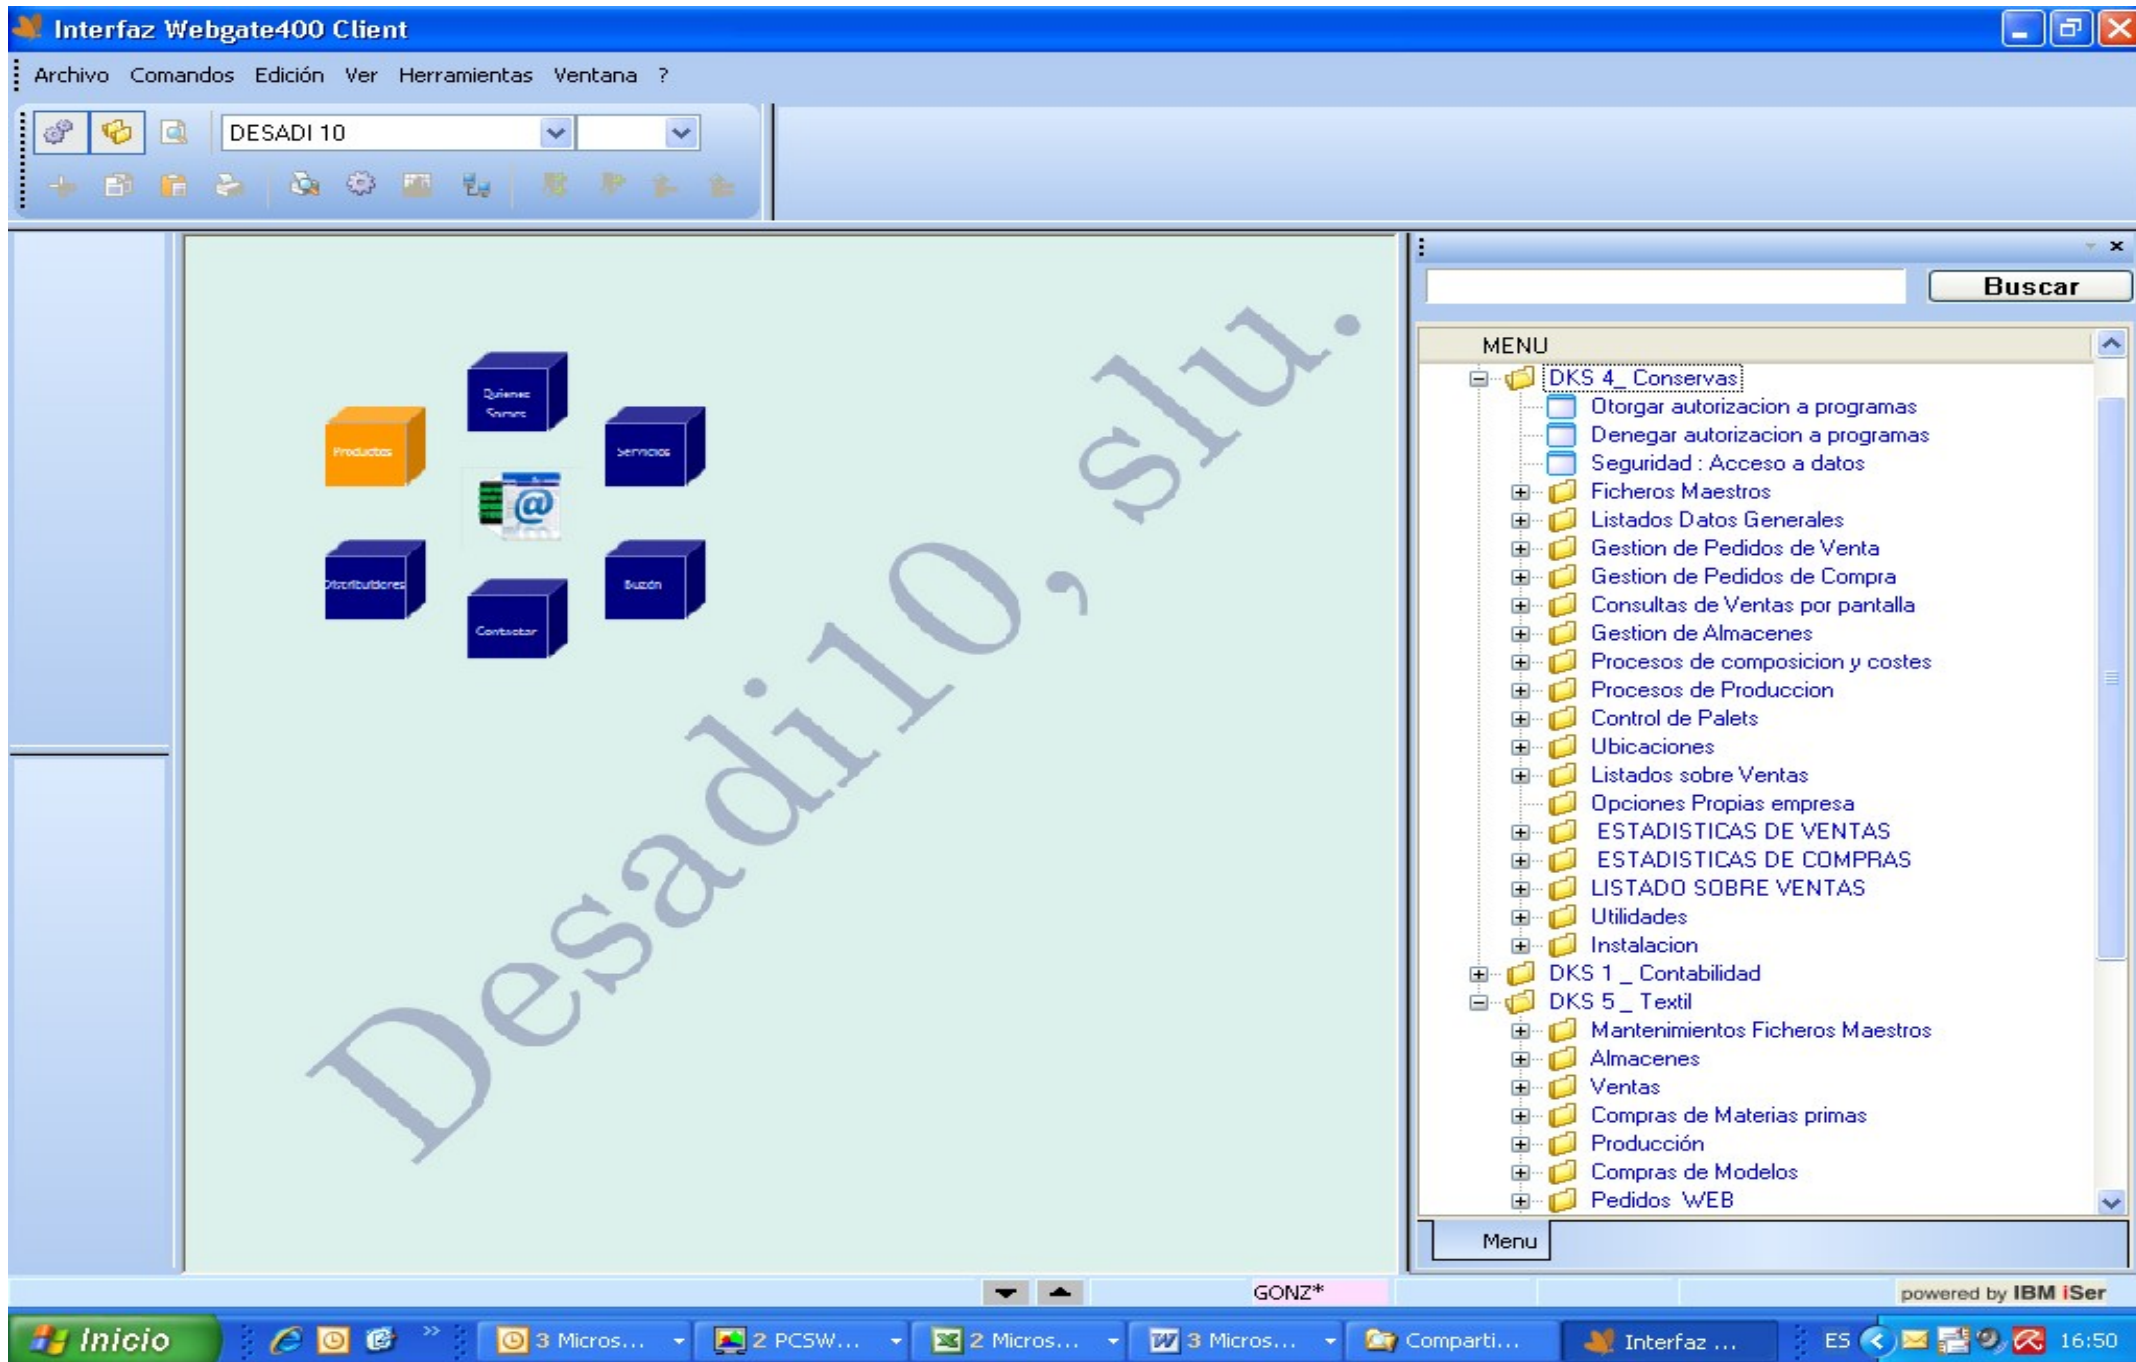 Interfaz Webgate400 Client
Archivo Comandos Edición Ver Herramientas Ventana ?
DESADI 10
Buscar
MENU
DKS 4_ Conservas
Otorgar autorizacion a programas
Denegar autorizacion a programas
Seguridad : Acceso a datos
Ficheros Maestros
Listados Datos Generales
Gestion de Pedidos de Venta
Gestion de Pedidos de Compra
Consultas de Ventas por pantalla
Gestion de Almacenes
Procesos de composicion y costes
Procesos de Produccion
Control de Palets
Ubicaciones
Listados sobre Ventas
Opciones Propias empresa
ESTADISTICAS DE VENTAS
ESTADISTICAS DE COMPRAS
LISTADO SOBRE VENTAS
Utilidades
Instalacion
DKS 1 _ Contabilidad
DKS 5 _ Textil
Mantenimientos Ficheros Maestros
Almacenes
Ventas
Compras de Materias primas
Producción
Compras de Modelos
Pedidos WEB
Menu
Quienes
Somos
Productos
Servicios
@
Distribuidores
Buzón
Contactar
Desadi10, slu.
GONZ*
powered by IBM iSer
Inicio
3 Micros...
2 PCSW...
2 Micros...
3 Micros...
Comparti...
Interfaz ...
ES
16:50